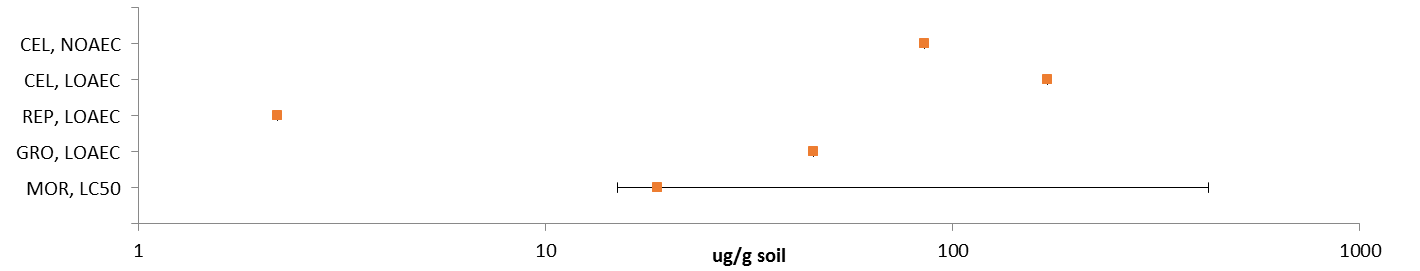 CEL, NOAEC
CEL, LOAEC
REP, LOAEC
GRO, LOAEC
MOR, LC50
1 10 100 1000
ug/g soil